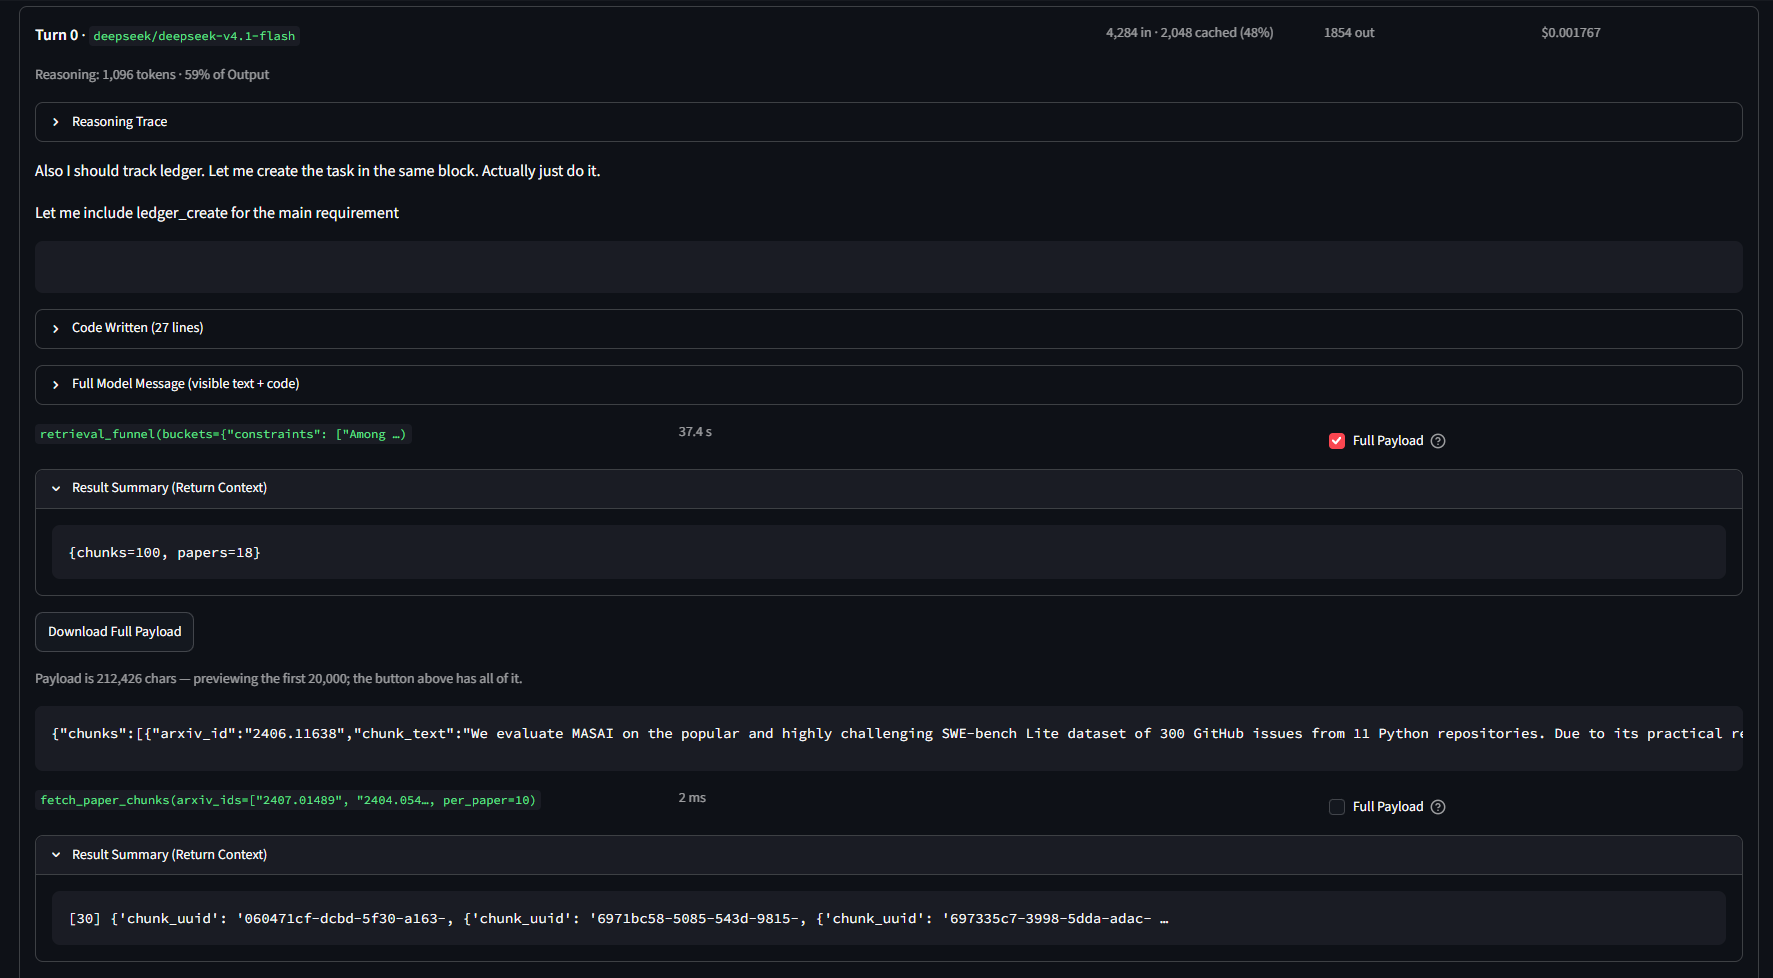 Turn 0 · deepseek/deepseek-v4.1-flash
4,284 in · 2,048 cached (48%)
1854 out
$0.001767
Reasoning: 1,096 tokens · 59% of Output
Reasoning Trace
Also I should track ledger. Let me create the task in the same block. Actually just do it.
Let me include ledger_create for the main requirement
Code Written (27 lines)
Full Model Message (visible text + code)
retrieval_funnel(buckets={"constraints": ["Among …)
37.4 s
Full Payload
Result Summary (Return Context)
{chunks=100, papers=18}
Download Full Payload
Payload is 212,426 chars — previewing the first 20,000; the button above has all of it.
{"chunks":[{"arxiv_id":"2406.11638","chunk_text":"We evaluate MASAI on the popular and highly challenging SWE-bench Lite dataset of 300 GitHub issues from 11 Python repositories. Due to its practical re
fetch_paper_chunks(arxiv_ids=["2407.01489", "2404.054…, per_paper=10)
2 ms
Full Payload
Result Summary (Return Context)
[30] {'chunk_uuid': '060471cf-dcbd-5f30-a163-, {'chunk_uuid': '6971bc58-5085-543d-9815-, {'chunk_uuid': '697335c7-3998-5dda-adac- …